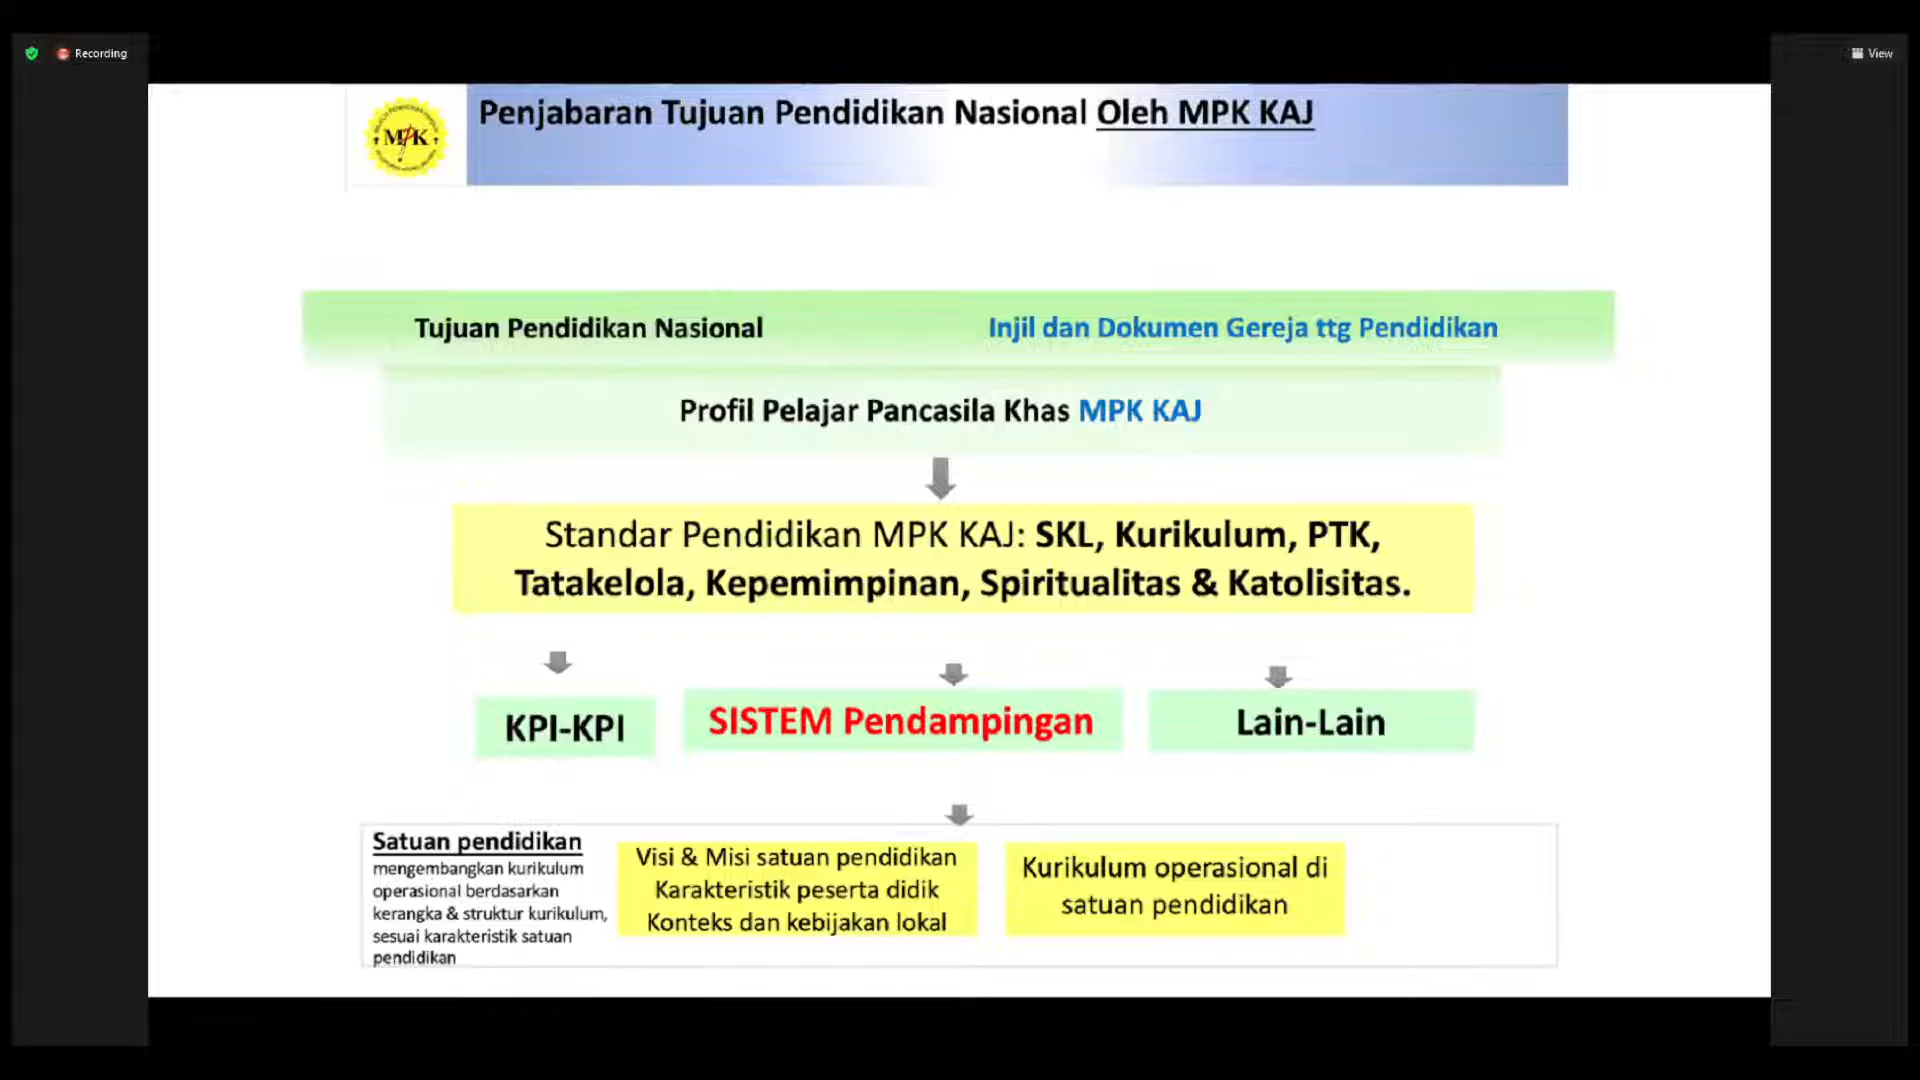 Recording
View
MPK
Penjabaran Tujuan Pendidikan Nasional Oleh MPK KAJ
Tujuan Pendidikan Nasional
Injil dan Dokumen Gereja ttg Pendidikan
Profil Pelajar Pancasila Khas MPK KAJ
Standar Pendidikan MPK KAJ: SKL, Kurikulum, PTK,
Tatakelola, Kepemimpinan, Spiritualitas & Katolisitas.
KPI-KPI
SISTEM Pendampingan
Lain-Lain
Satuan pendidikan
mengembangkan kurikulum
operasional berdasarkan
kerangka & struktur kurikulum,
sesuai karakteristik satuan
pendidikan
Visi & Misi satuan pendidikan
Karakteristik peserta didik
Konteks dan kebijakan lokal
Kurikulum operasional di
satuan pendidikan